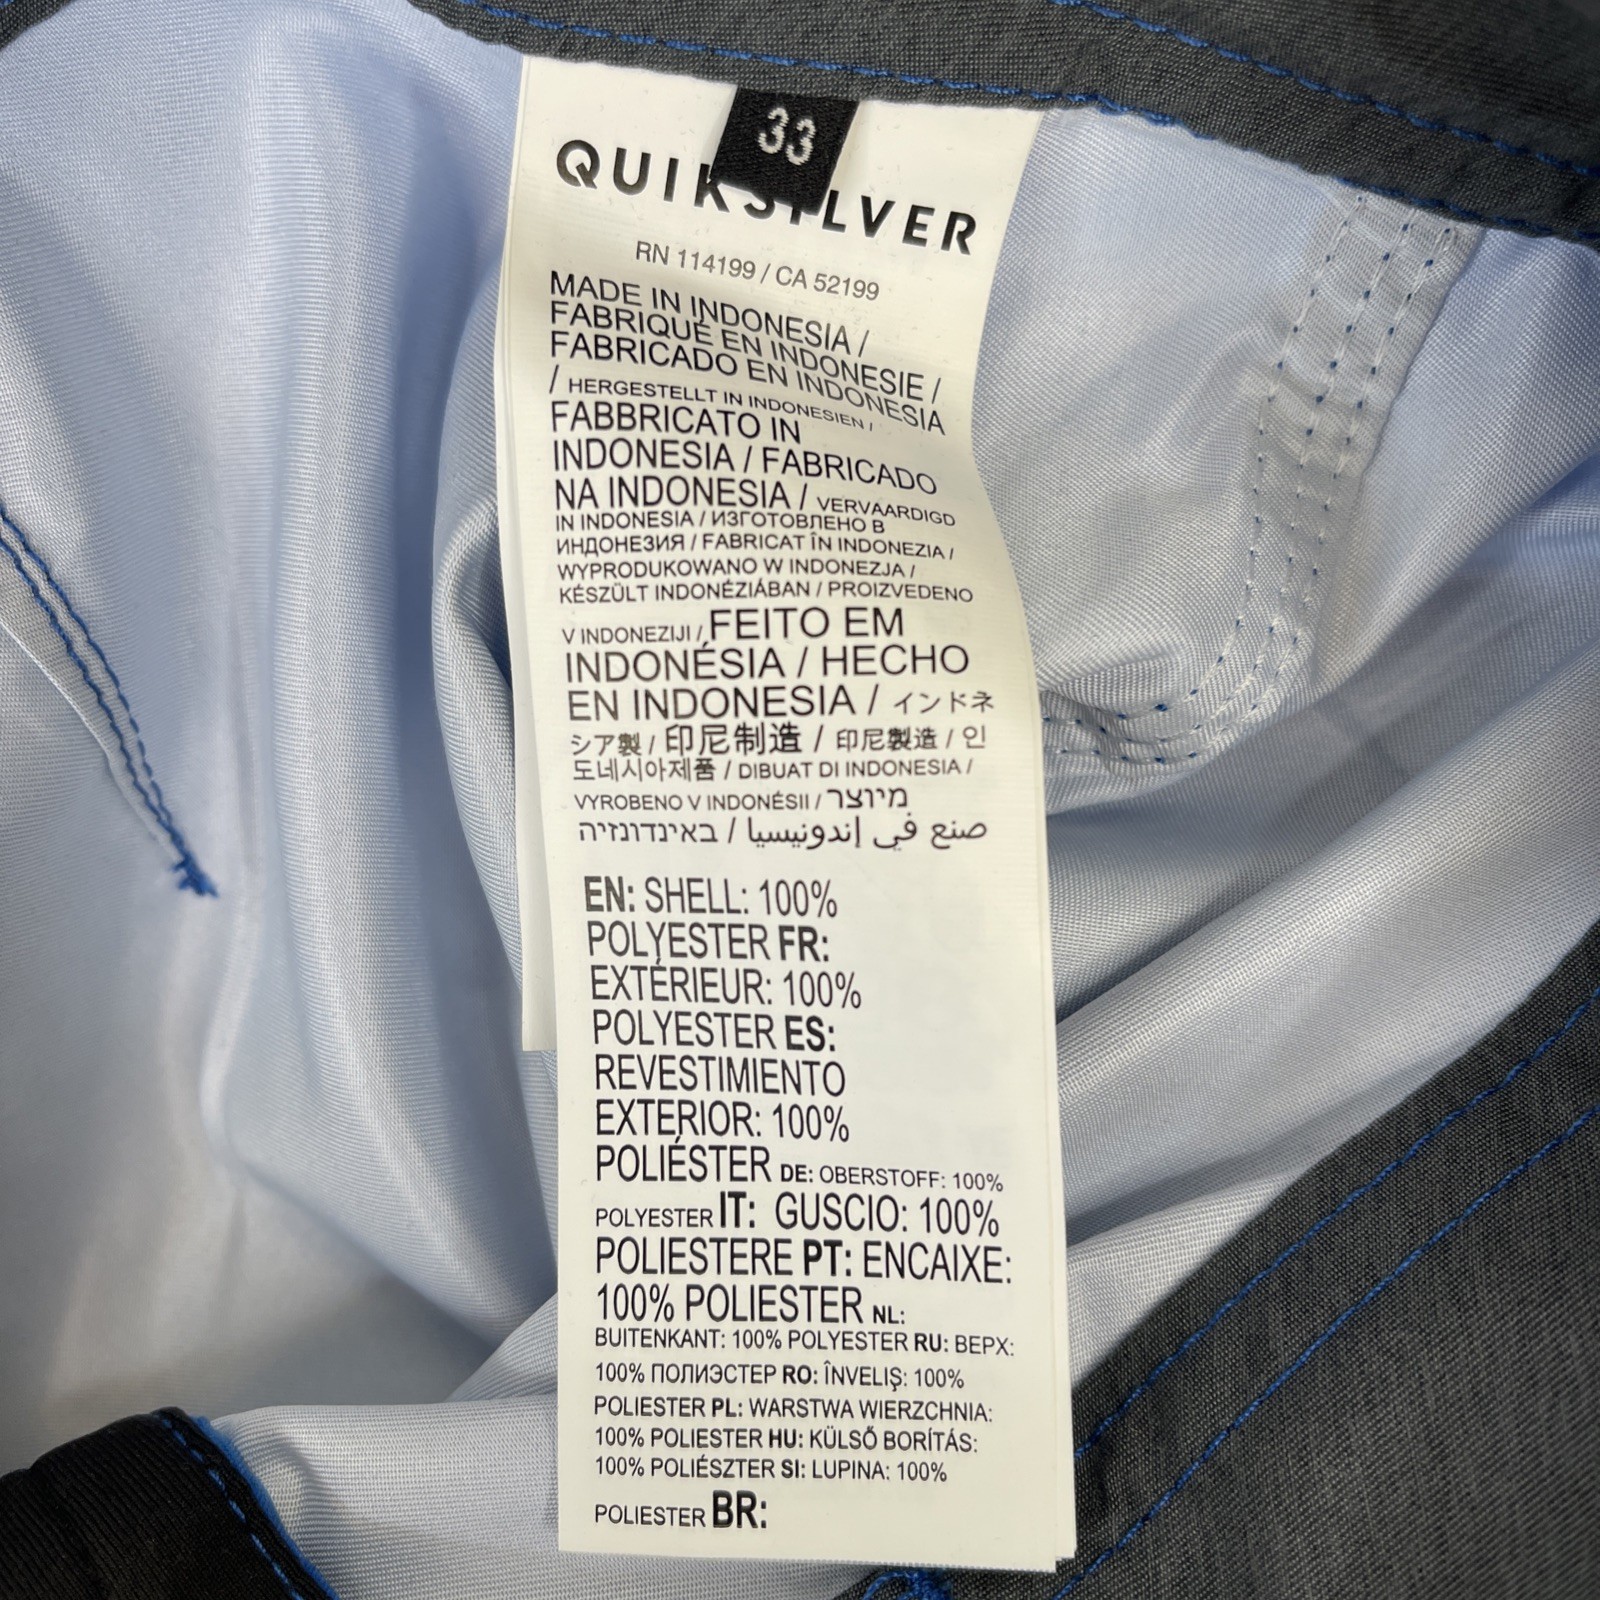 33
QUIKSILVER
RN 114199 / CA 52199
MADE IN INDONESIA /
FABRIQUÉ EN INDONESIE /
FABRICADO EN INDONESIA
/ HERGESTELLT IN INDONESIEN /
FABBRICATO IN
INDONESIA / FABRICADO
NA INDONESIA / VERVAARDIGD
IN INDONESIA / ИЗГОТОВЛЕНО В
ИНДОНЕЗИЯ / FABRICAT ÎN INDONEZIA /
WYPRODUKOWANO W INDONEZJA /
KÉSZÜLT INDONÉZIÁBAN / PROIZVEDENO
V INDONEZIJI / FEITO EM
INDONÉSIA / HECHO
EN INDONESIA / インドネ
シア製 / 印尼制造 / 印尼製造 / 인
도네시아제품 / DIBUAT DI INDONESIA /
VYROBENO V INDONÉSII / מיוצר
באינדונזיה / صنع في إندونيسيا
EN: SHELL: 100%
POLYESTER FR:
EXTÉRIEUR: 100%
POLYESTER ES:
REVESTIMIENTO
EXTERIOR: 100%
POLIÉSTER DE: OBERSTOFF: 100%
POLYESTER IT: GUSCIO: 100%
POLIESTERE PT: ENCAIXE:
100% POLIESTER NL:
BUITENKANT: 100% POLYESTER RU: ВЕРХ:
100% ПОЛИЭСТЕР RO: ÎNVELIŞ: 100%
POLIESTER PL: WARSTWA WIERZCHNIA:
100% POLIESTER HU: KÜLSŐ BORÍTÁS:
100% POLIÉSZTER SI: LUPINA: 100%
POLIESTER BR: